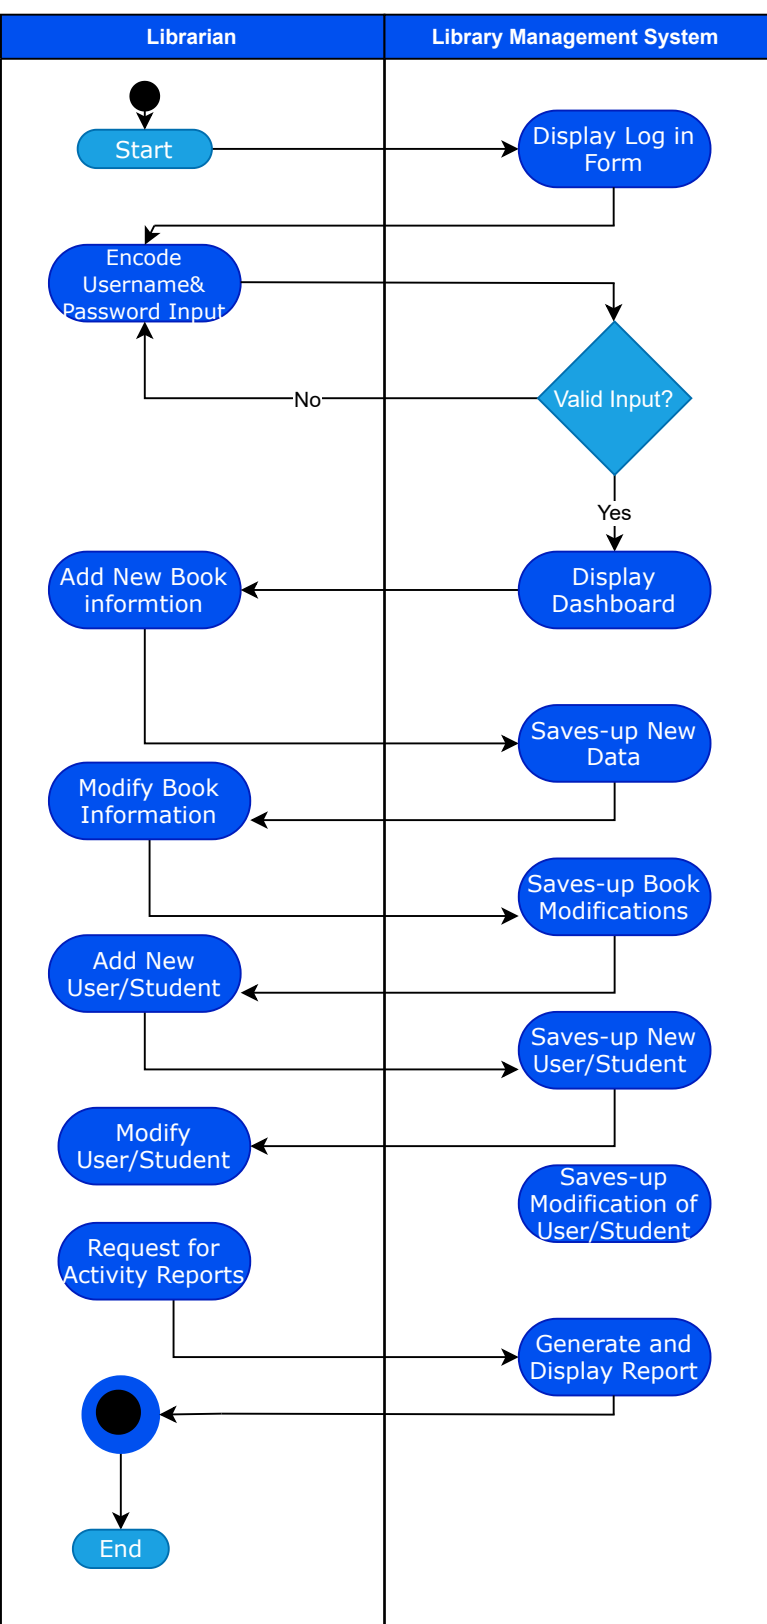 Librarian
Library Management System
Start
Display Log in
Form
Encode
Username&
Password Input
Valid Input?
No
Yes
Add New Book
informtion
Display
Dashboard
Saves-up New
Data
Modify Book
Information
Saves-up Book
Modifications
Add New
User/Student
Saves-up New
User/Student
Modify
User/Student
Saves-up
Modification of
User/Student
Request for
Activity Reports
Generate and
Display Report
End